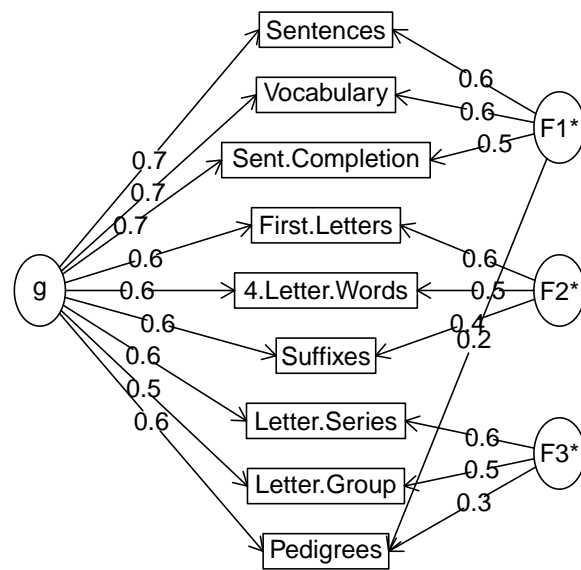 Sentences
Vocabulary
Sent.Completion
First.Letters
4.Letter.Words
Suffixes
Letter.Series
Letter.Group
Pedigrees
g
0.7
0.7
0.7
0.6
0.6
0.6
0.6
0.5
0.6
F1*
F2*
F3*
0.6
0.6
0.5
0.6
0.5
0.4
0.2
0.6
0.5
0.3